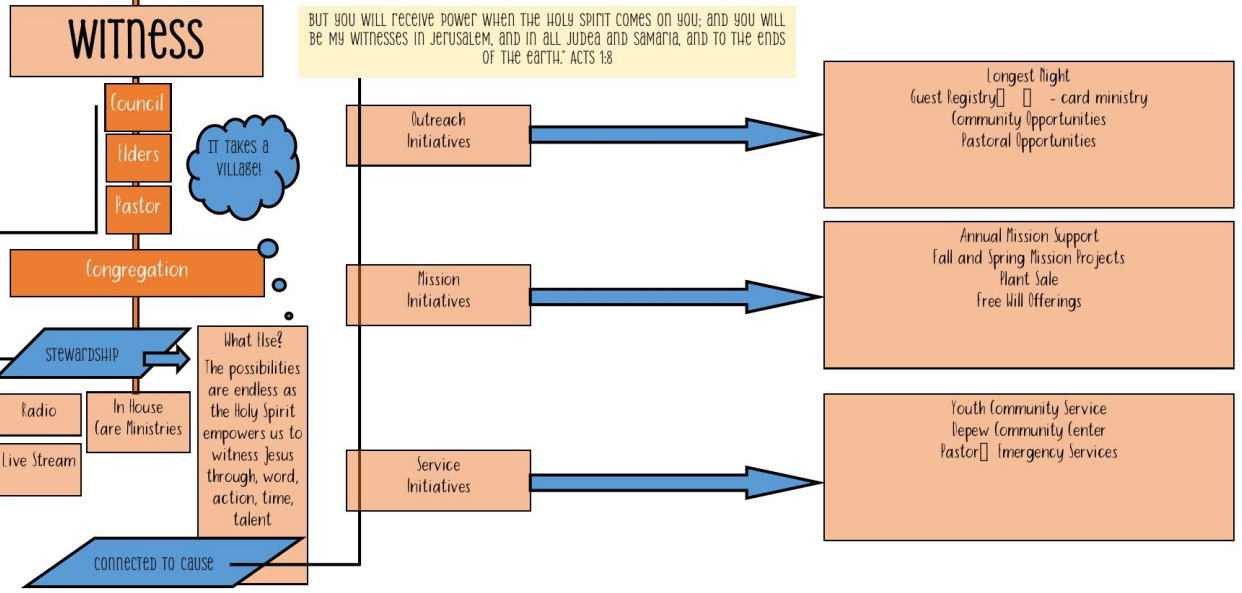 WITNESS
BUT YOU WILL RECEIVE POWER WHEN THE HOLY SPIRIT COMES ON YOU; AND YOU WILL
BE MY WITNESSES IN JERUSALEM, AND IN ALL JUDEA AND SAMARIA, AND TO THE ENDS
OF THE EARTH." ACTS 1:8
Council
Elders
Pastor
IT TAKES A
VILLAGE!
Congregation
STEWARDSHIP
Radio
In House
Care Ministries
Live Stream
What Else?
The possibilities
are endless as
the Holy Spirit
empowers us to
witness Jesus
through, word,
action, time,
talent
CONNECTED TO CAUSE
Outreach
Initiatives
Longest Night
Guest Registry▯ ▯ - card ministry
Community Opportunities
Pastoral Opportunities
Mission
Initiatives
Annual Mission Support
Fall and Spring Mission Projects
Plant Sale
Free Will Offerings
Service
Initiatives
Youth Community Service
Depew Community Center
Pastor▯ Emergency Services